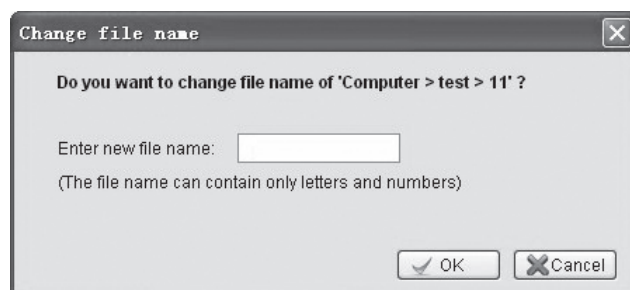 Change file name
Do you want to change file name of 'Computer > test > 11' ?
Enter new file name:
(The file name can contain only letters and numbers)
OK
Cancel